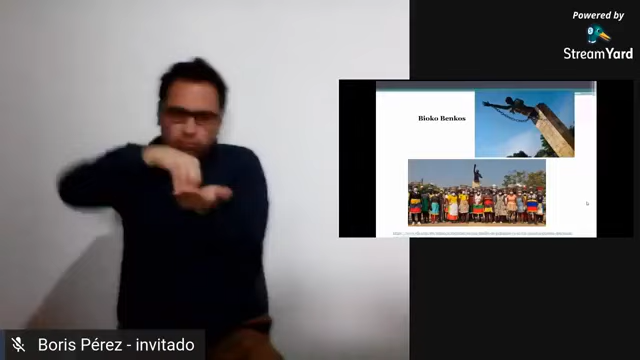 Powered by
StreamYard
Bioko Benkos
Boris Pérez - invitado